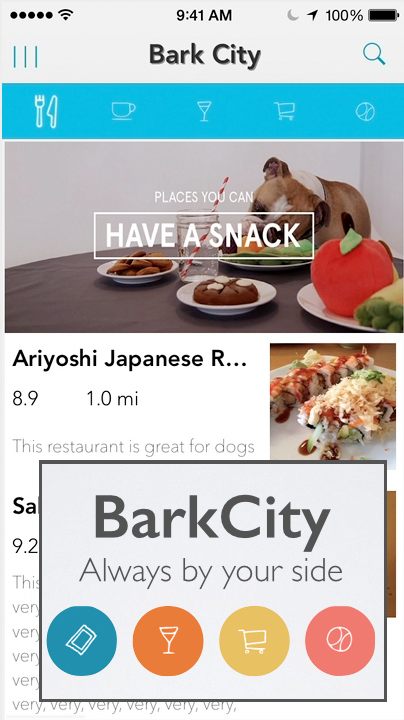 9:41 AM
100%
Bark City
PLACES YOU CAN
HAVE A SNACK
Ariyoshi Japanese R...
8.9 1.0 mi
This restaurant is great for dogs
Sal
9.2
This
very
very
very
very
very, very, very, very, very, very,
BarkCity
Always by your side